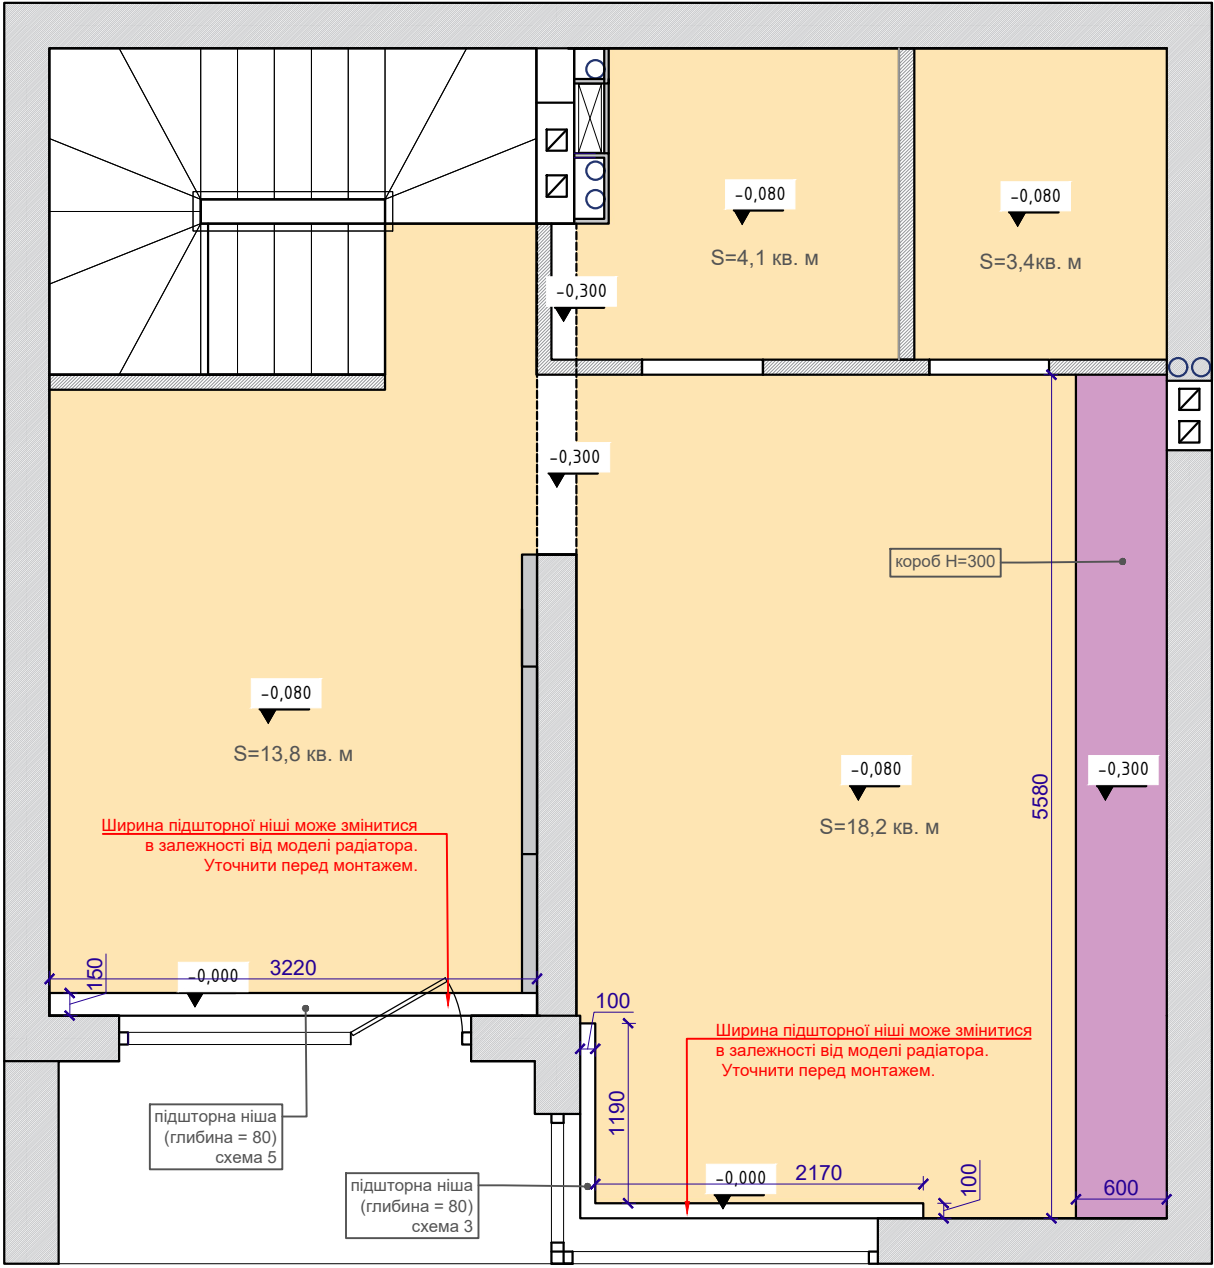 -0,080
-0,080
S=4,1 кв. м
S=3,4кв. м
-0,300
-0,300
короб H=300
-0,080
S=13,8 кв. м
-0,080
-0,300
5580
S=18,2 кв. м
Ширина підшторної ніші може змінитися
в залежності від моделі радіатора.
Уточнити перед монтажем.
150
-0,000
3220
100
Ширина підшторної ніші може змінитися
в залежності від моделі радіатора.
Уточнити перед монтажем.
1190
підшторна ніша
(глибина = 80)
схема 5
підшторна ніша
(глибина = 80)
схема 3
-0,000
2170
100
600